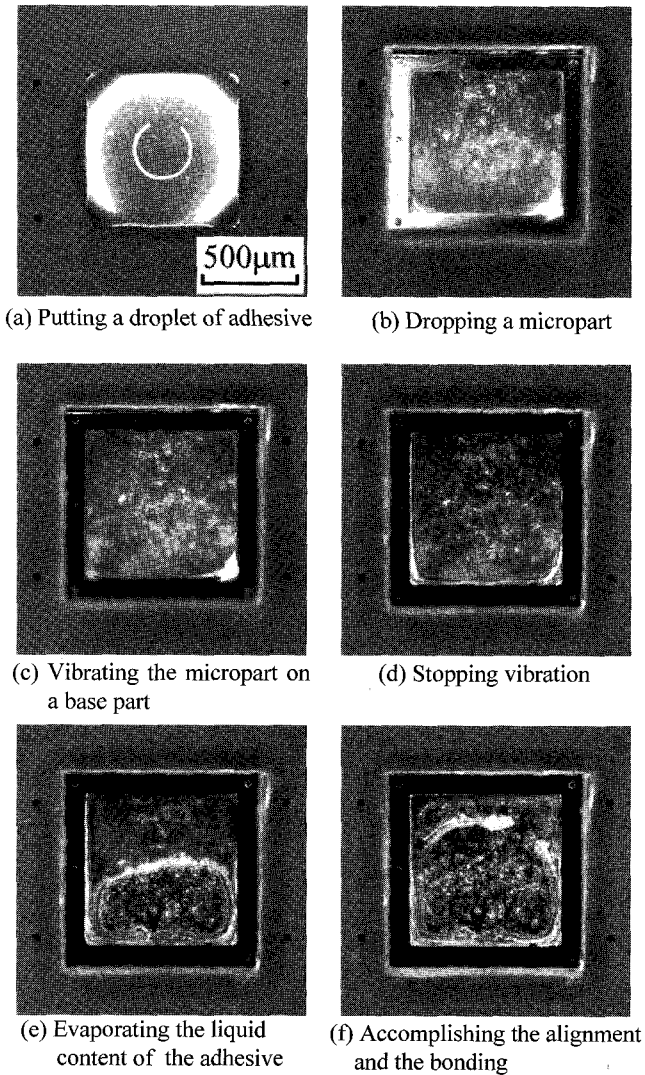 500μm
(a) Putting a droplet of adhesive
(b) Dropping a micropart
(c) Vibrating the micropart on
a base part
(d) Stopping vibration
(e) Evaporating the liquid
content of the adhesive
(f) Accomplishing the alignment
and the bonding